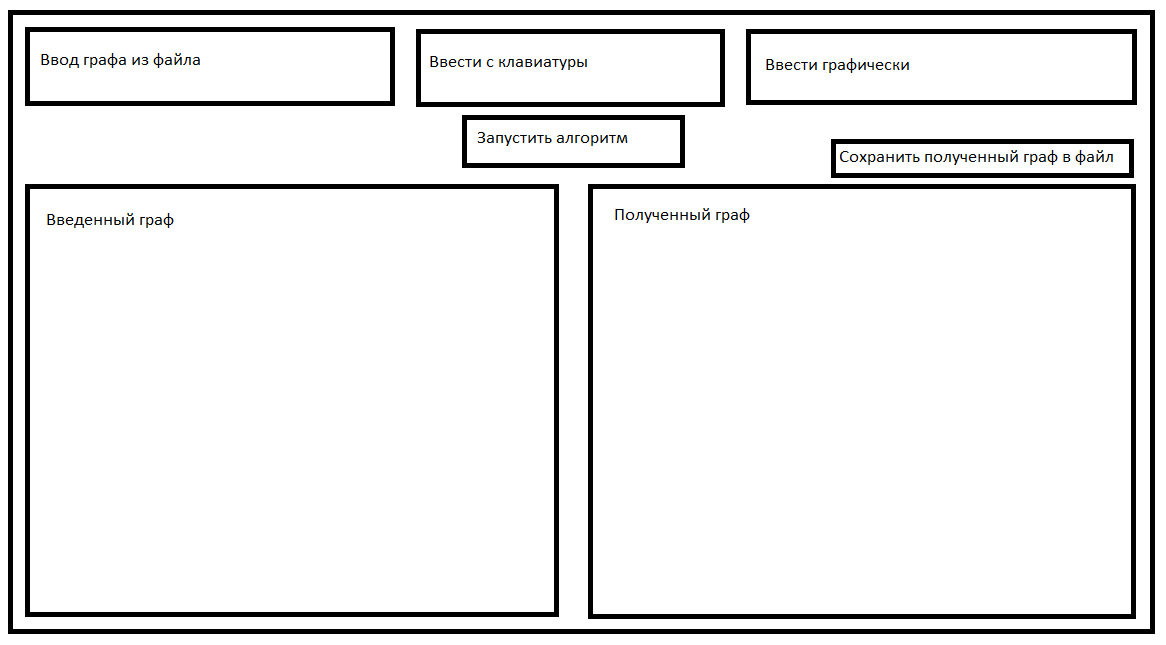 Ввод графа из файла
Ввести с клавиатуры
Ввести графически
Запустить алгоритм
Сохранить полученный граф в файл
Введенный граф
Полученный граф